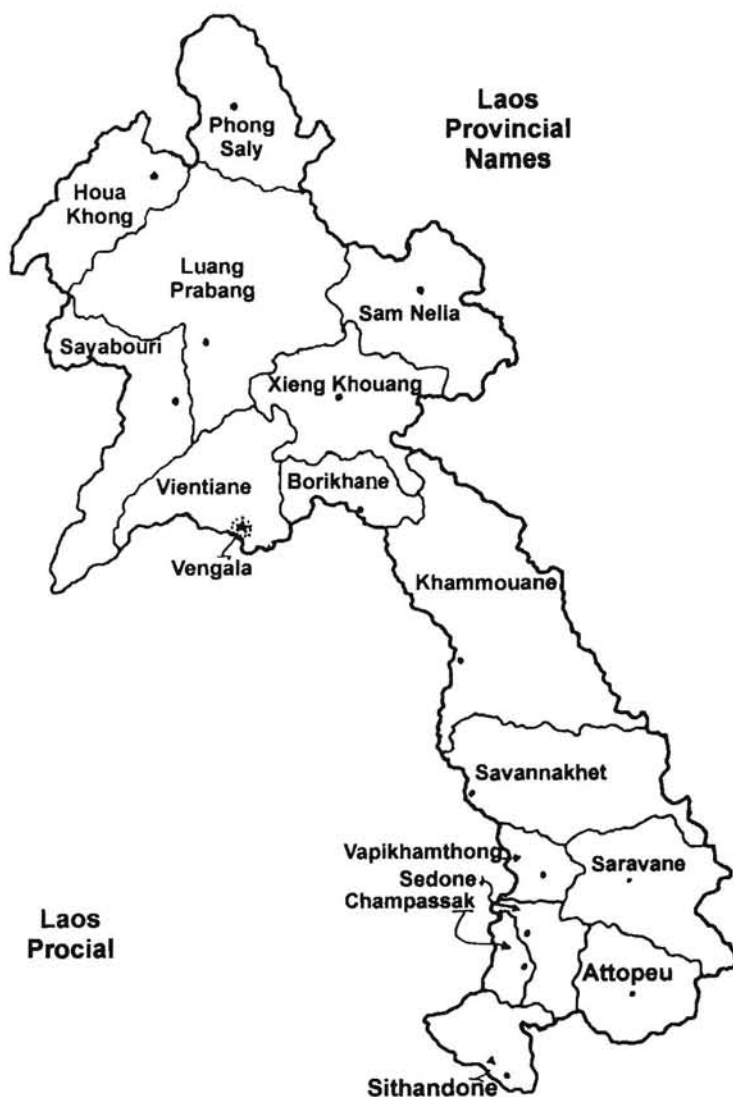 Laos
Provincial
Names
Phong
Saly
Houa
Khong
Luang
Prabang
Sam Nelia
Sayabouri
Xieng Khouang
Vientiane
Borikhane
Vengala
Khammouane
Savannakhet
Vapikhamthong
Saravane
Sedone
Champassak
Laos
Procial
Attopeu
Sithandone